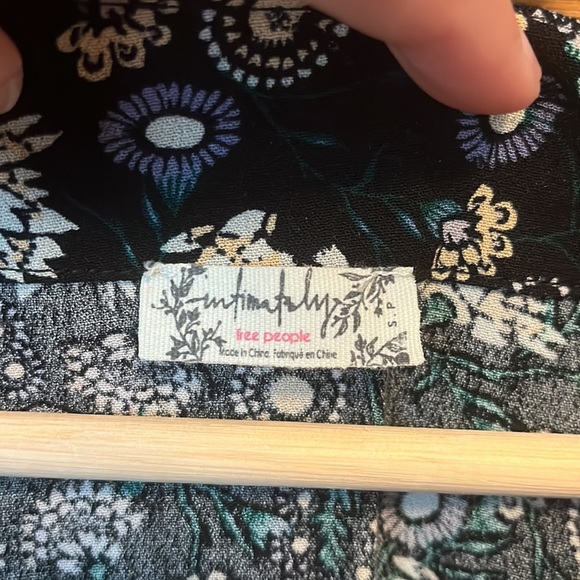 intimately
free people
Made in China. Fabriqué en Chine
S.P